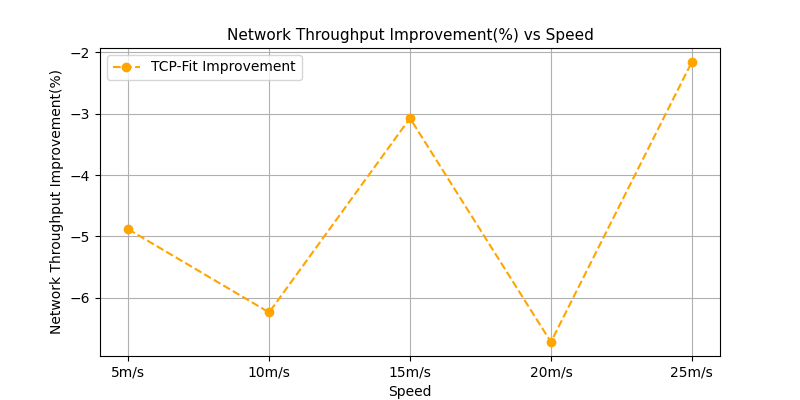 Network Throughput Improvement(%) vs Speed
TCP-Fit Improvement
Network Throughput Improvement(%)
−2
−3
−4
−5
−6
5m/s
10m/s
15m/s
20m/s
25m/s
Speed